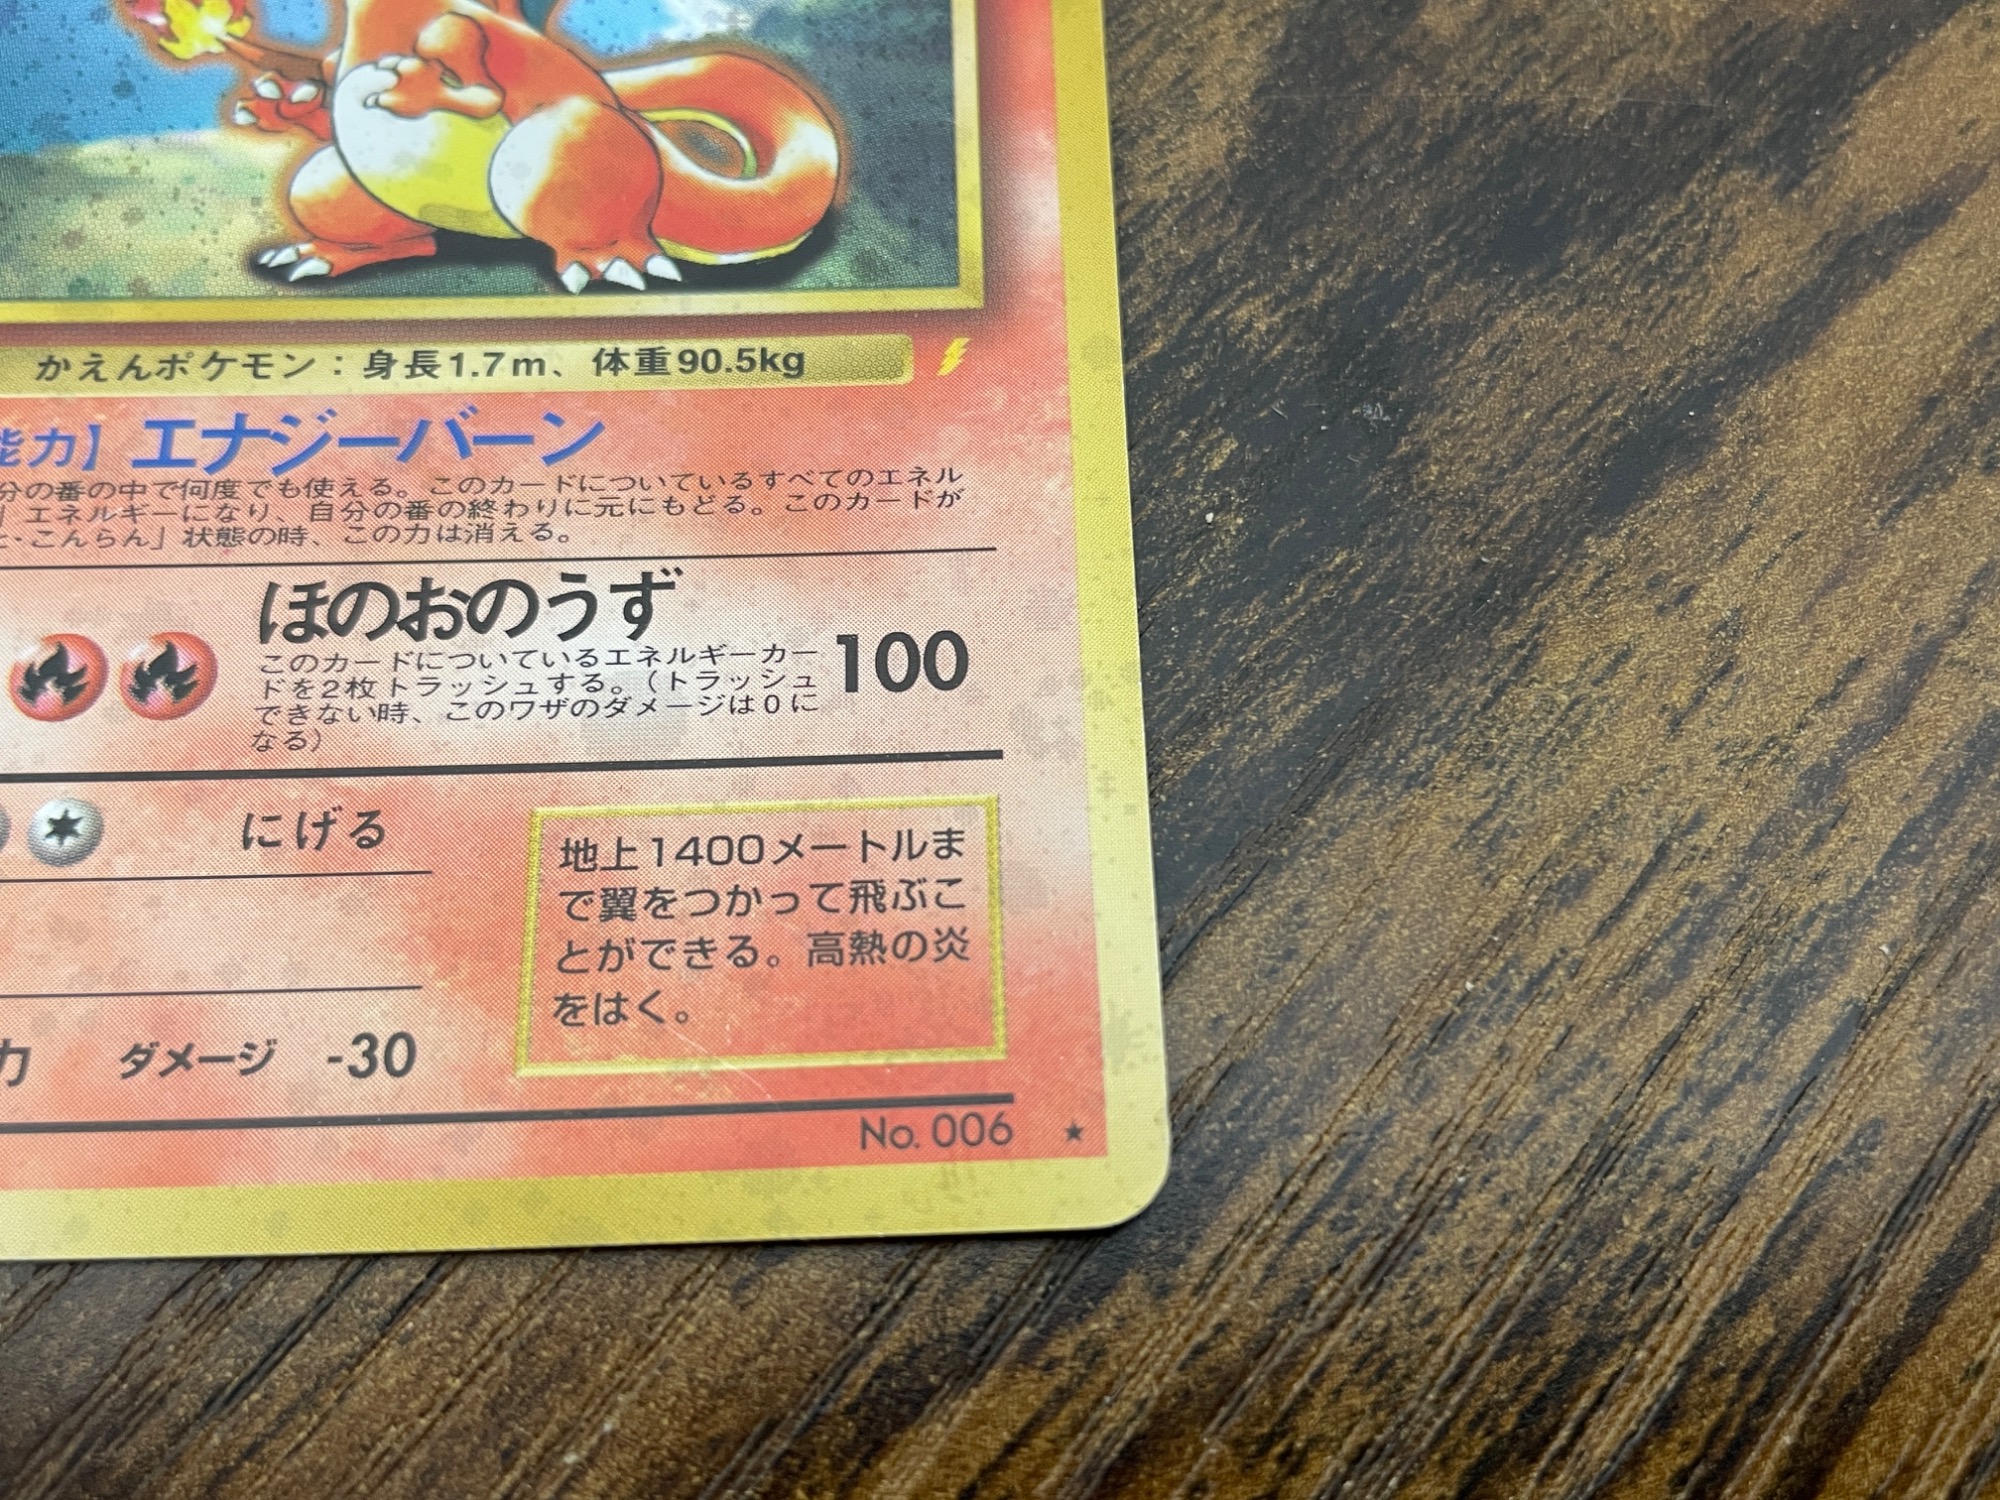 かえんポケモン：身長1.7m、体重90.5kg
能力】エナジーバーン
分の番の中で何度でも使える。このカードについているすべてのエネル
」エネルギーになり、自分の番の終わりに元にもどる。このカードが
・こんらん」状態の時、この力は消える。
ほのおのうず
100
このカードについているエネルギーカー
ドを2枚トラッシュする。（トラッシュ
できない時、このワザのダメージは0に
なる）
にげる
地上1400メートルま
で翼をつかって飛ぶこ
とができる。高熱の炎
をはく。
力 ダメージ -30
No. 006 ★